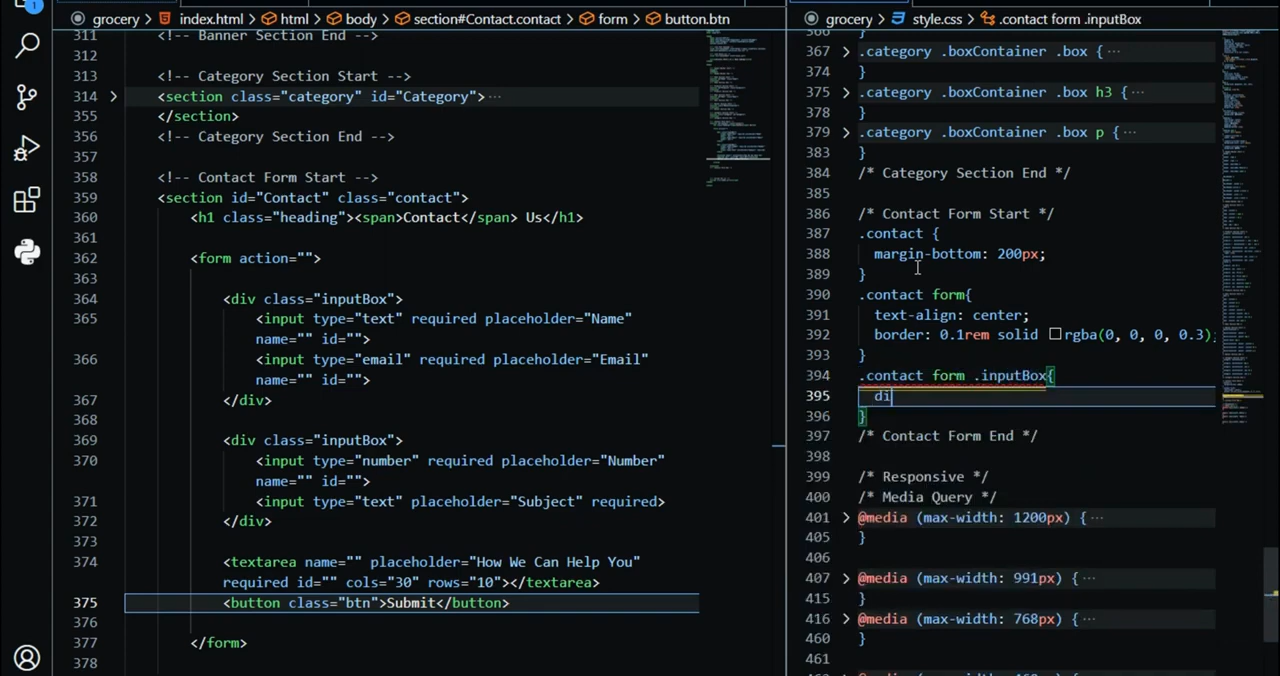 1
grocery > index.html > html > body > section#Contact.contact > form > button.btn
311 <!-- Banner Section End -->
312
313 <!-- Category Section Start -->
314 > <section class="category" id="Category">···
355 </section>
356 <!-- Category Section End -->
357
358 <!-- Contact Form Start -->
359 <section id="Contact" class="contact">
360 <h1 class="heading"><span>Contact</span> Us</h1>
361
362 <form action="">
363
364 <div class="inputBox">
365 <input type="text" required placeholder="Name"
name="" id="">
366 <input type="email" required placeholder="Email"
name="" id="">
367 </div>
368
369 <div class="inputBox">
370 <input type="number" required placeholder="Number"
name="" id="">
371 <input type="text" placeholder="Subject" required>
372 </div>
373
374 <textarea name="" placeholder="How We Can Help You"
required id="" cols="30" rows="10"></textarea>
375 <button class="btn">Submit</button>
376
377 </form>
378
grocery > style.css > .contact form .inputBox
366 }
367 > .category .boxContainer .box {···
374 }
375 > .category .boxContainer .box h3 {···
378 }
379 > .category .boxContainer .box p {···
383 }
384 /* Category Section End */
385
386 /* Contact Form Start */
387 .contact {
388 margin-bottom: 200px;
389 }
390 .contact form{
391 text-align: center;
392 border: 0.1rem solid rgba(0, 0, 0, 0.3);
393 }
394 .contact form .inputBox{
395 di
396 }
397 /* Contact Form End */
398
399 /* Responsive */
400 /* Media Query */
401 > @media (max-width: 1200px) {···
405 }
406
407 > @media (max-width: 991px) {···
415 }
416 > @media (max-width: 768px) {···
460 }
461